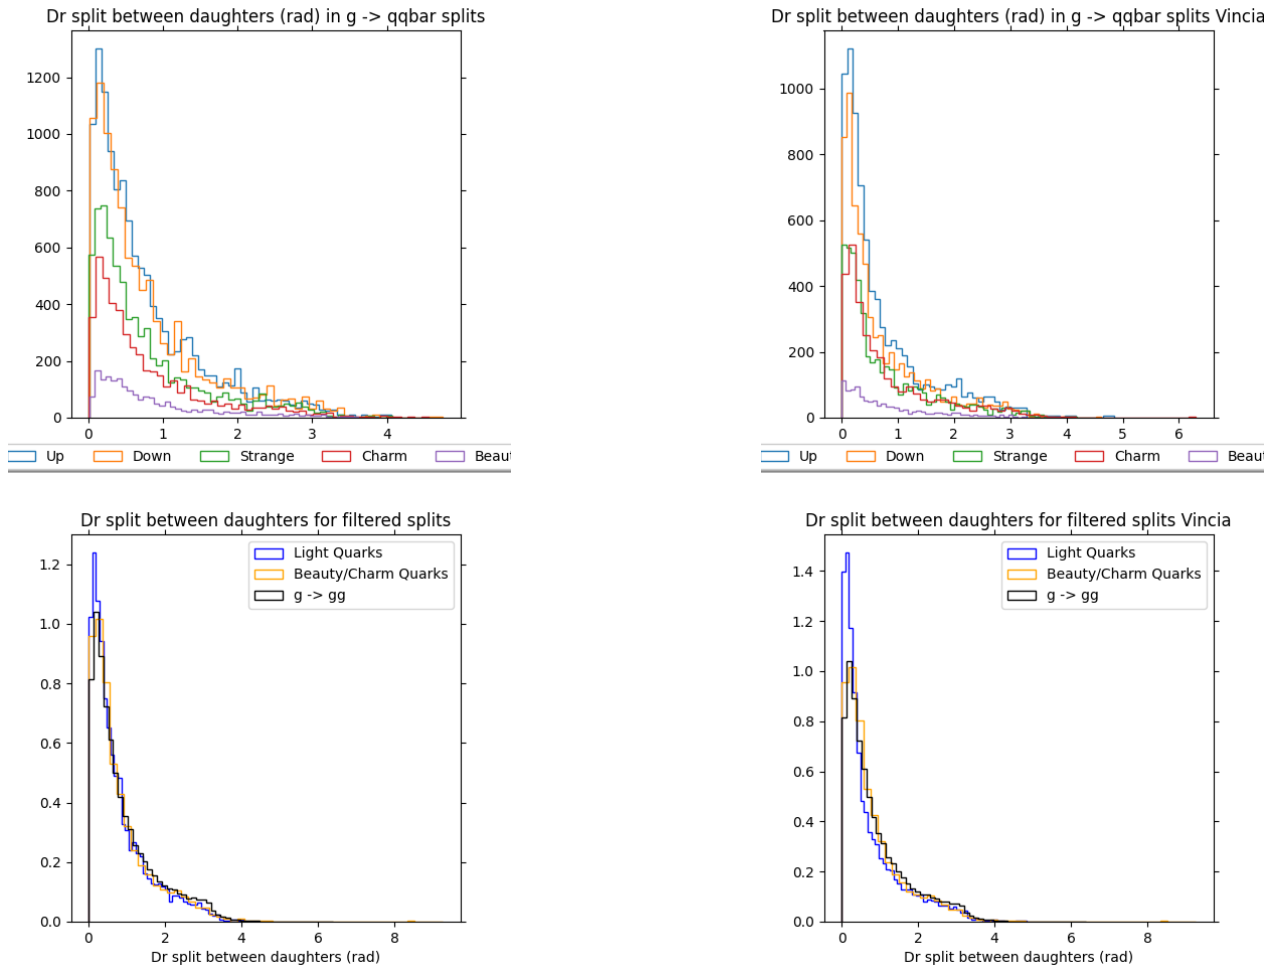 Dr split between daughters (rad) in g -> qqbar splits
1200
1000
800
600
400
200
0
0 1 2 3 4
Up Down Strange Charm Beaut
Dr split between daughters (rad) in g -> qqbar splits Vincia
1000
800
600
400
200
0
0 1 2 3 4 5 6
Up Down Strange Charm Beaut
Dr split between daughters for filtered splits
Light Quarks
Beauty/Charm Quarks
g -> gg
1.2
1.0
0.8
0.6
0.4
0.2
0.0
0 2 4 6 8
Dr split between daughters (rad)
Dr split between daughters for filtered splits Vincia
Light Quarks
Beauty/Charm Quarks
g -> gg
1.4
1.2
1.0
0.8
0.6
0.4
0.2
0.0
0 2 4 6 8
Dr split between daughters (rad)